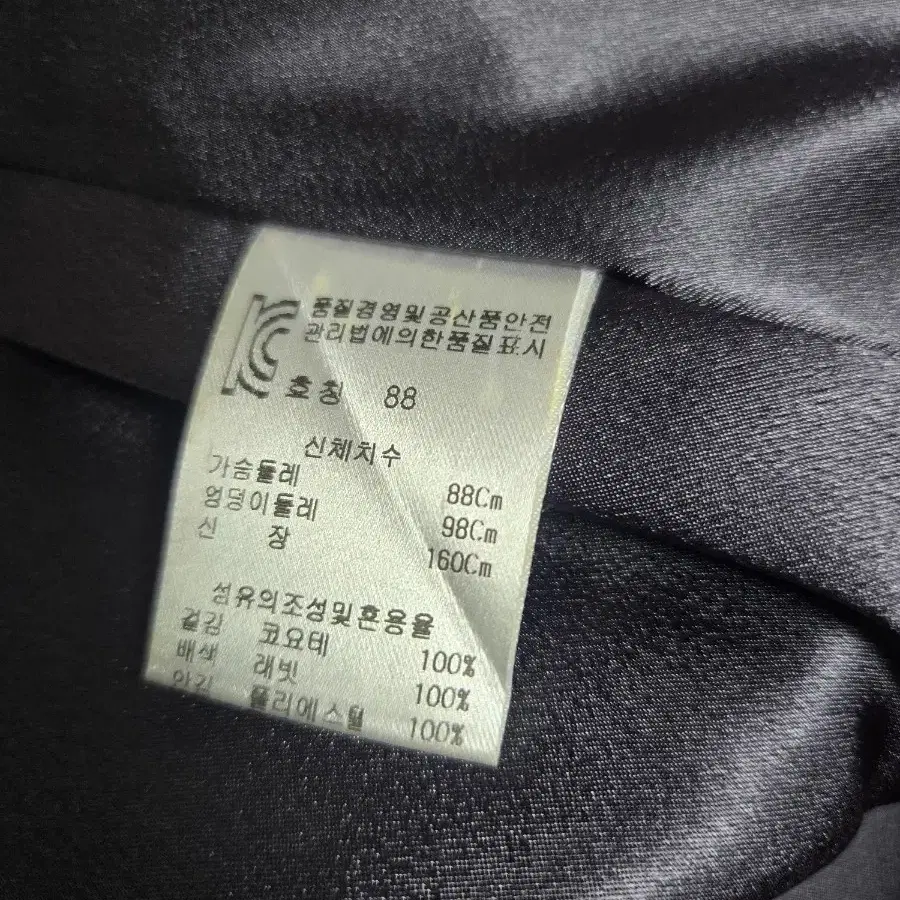 KC
품질경영및공산품안전
관리법에의한품질표시
호칭 88
신체치수
가슴둘레 88Cm
엉덩이둘레 98Cm
신 장 160Cm
섬유의조성및혼용율
겉감 코요테 100%
배색 래빗 100%
안감 폴리에스텔 100%